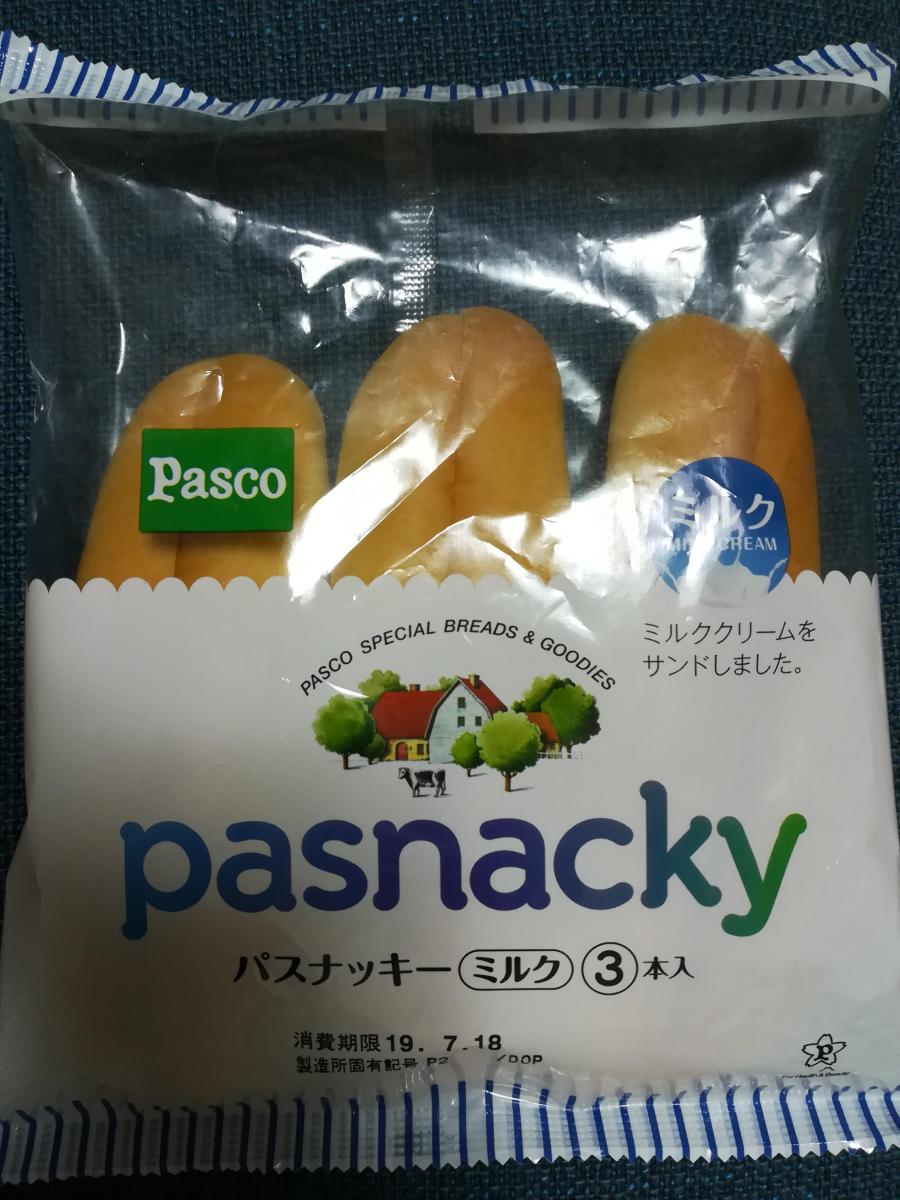 Pasco
ミルク
MILK CREAM
ミルククリームを
サンドしました。
PASCO SPECIAL BREADS & GOODIES
pasnacky
パスナッキー ミルク 3本入
消費期限 19. 7.18
製造所固有記号 P2 /DOP
P